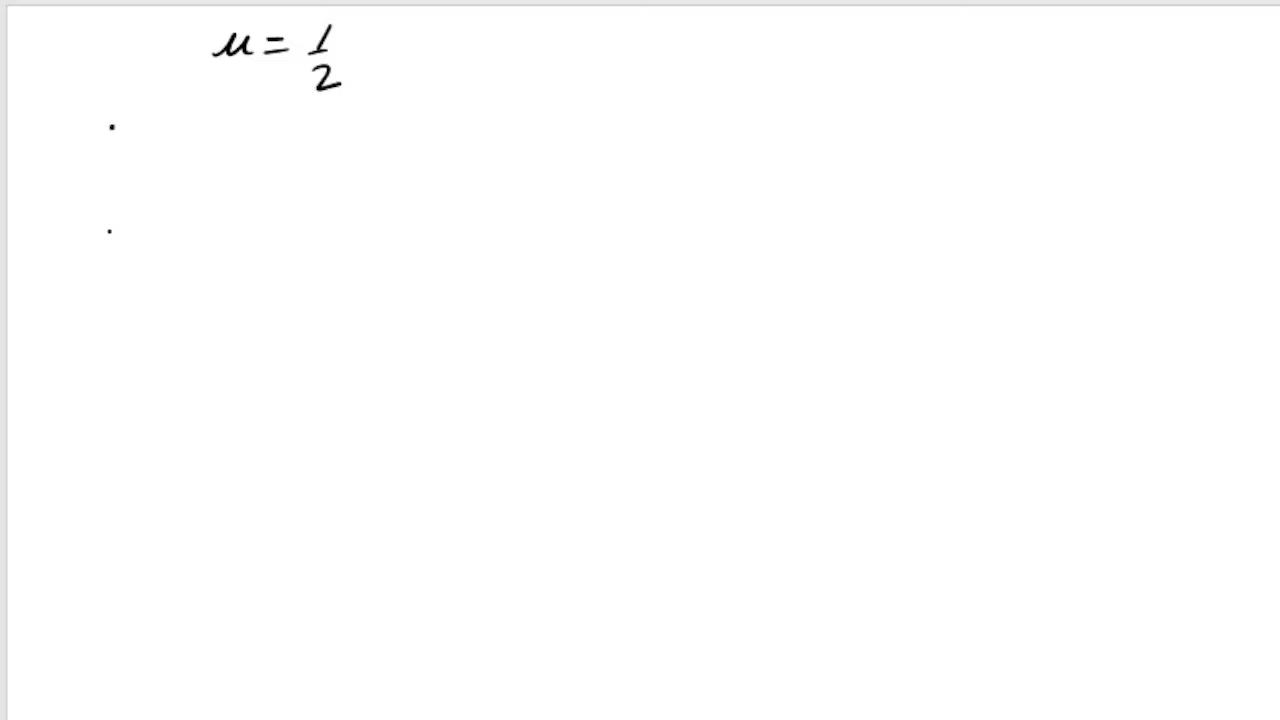 μ = 1/2
.
.